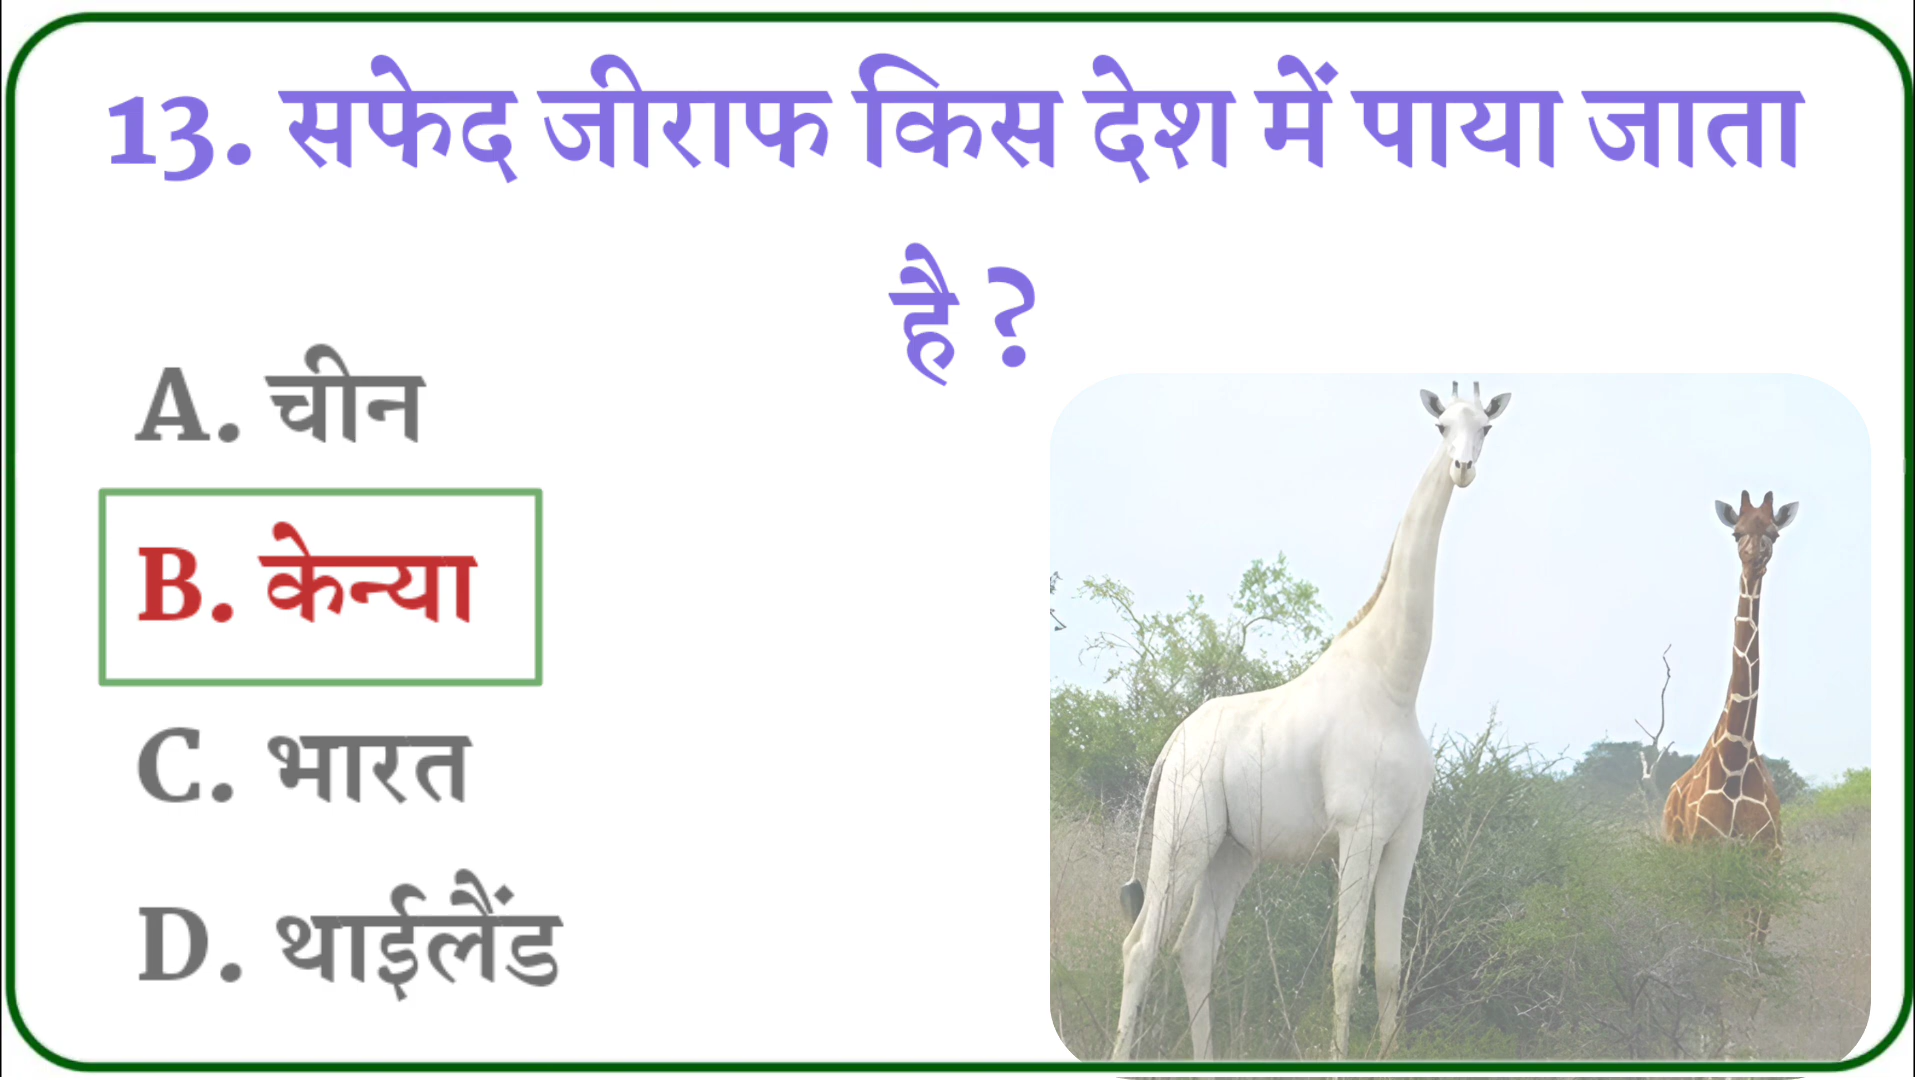 13. सफेद जीराफ किस देश में पाया जाता
है ?
A. चीन
B. केन्या
C. भारत
D. थाईलैंड